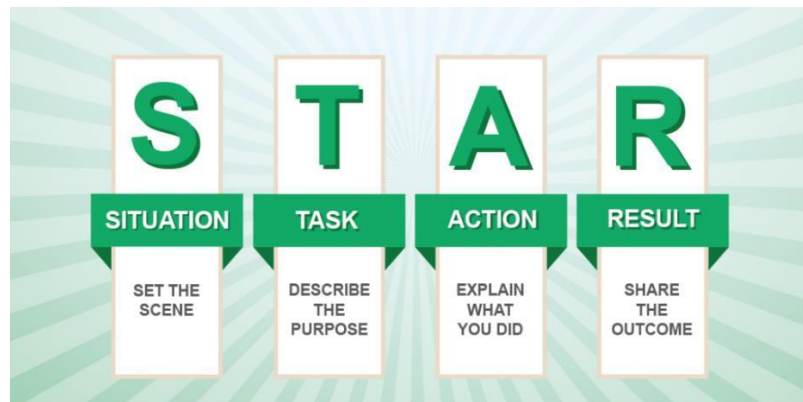 S
SITUATION
SET THE
SCENE
T
TASK
DESCRIBE
THE
PURPOSE
A
ACTION
EXPLAIN
WHAT
YOU DID
R
RESULT
SHARE
THE
OUTCOME